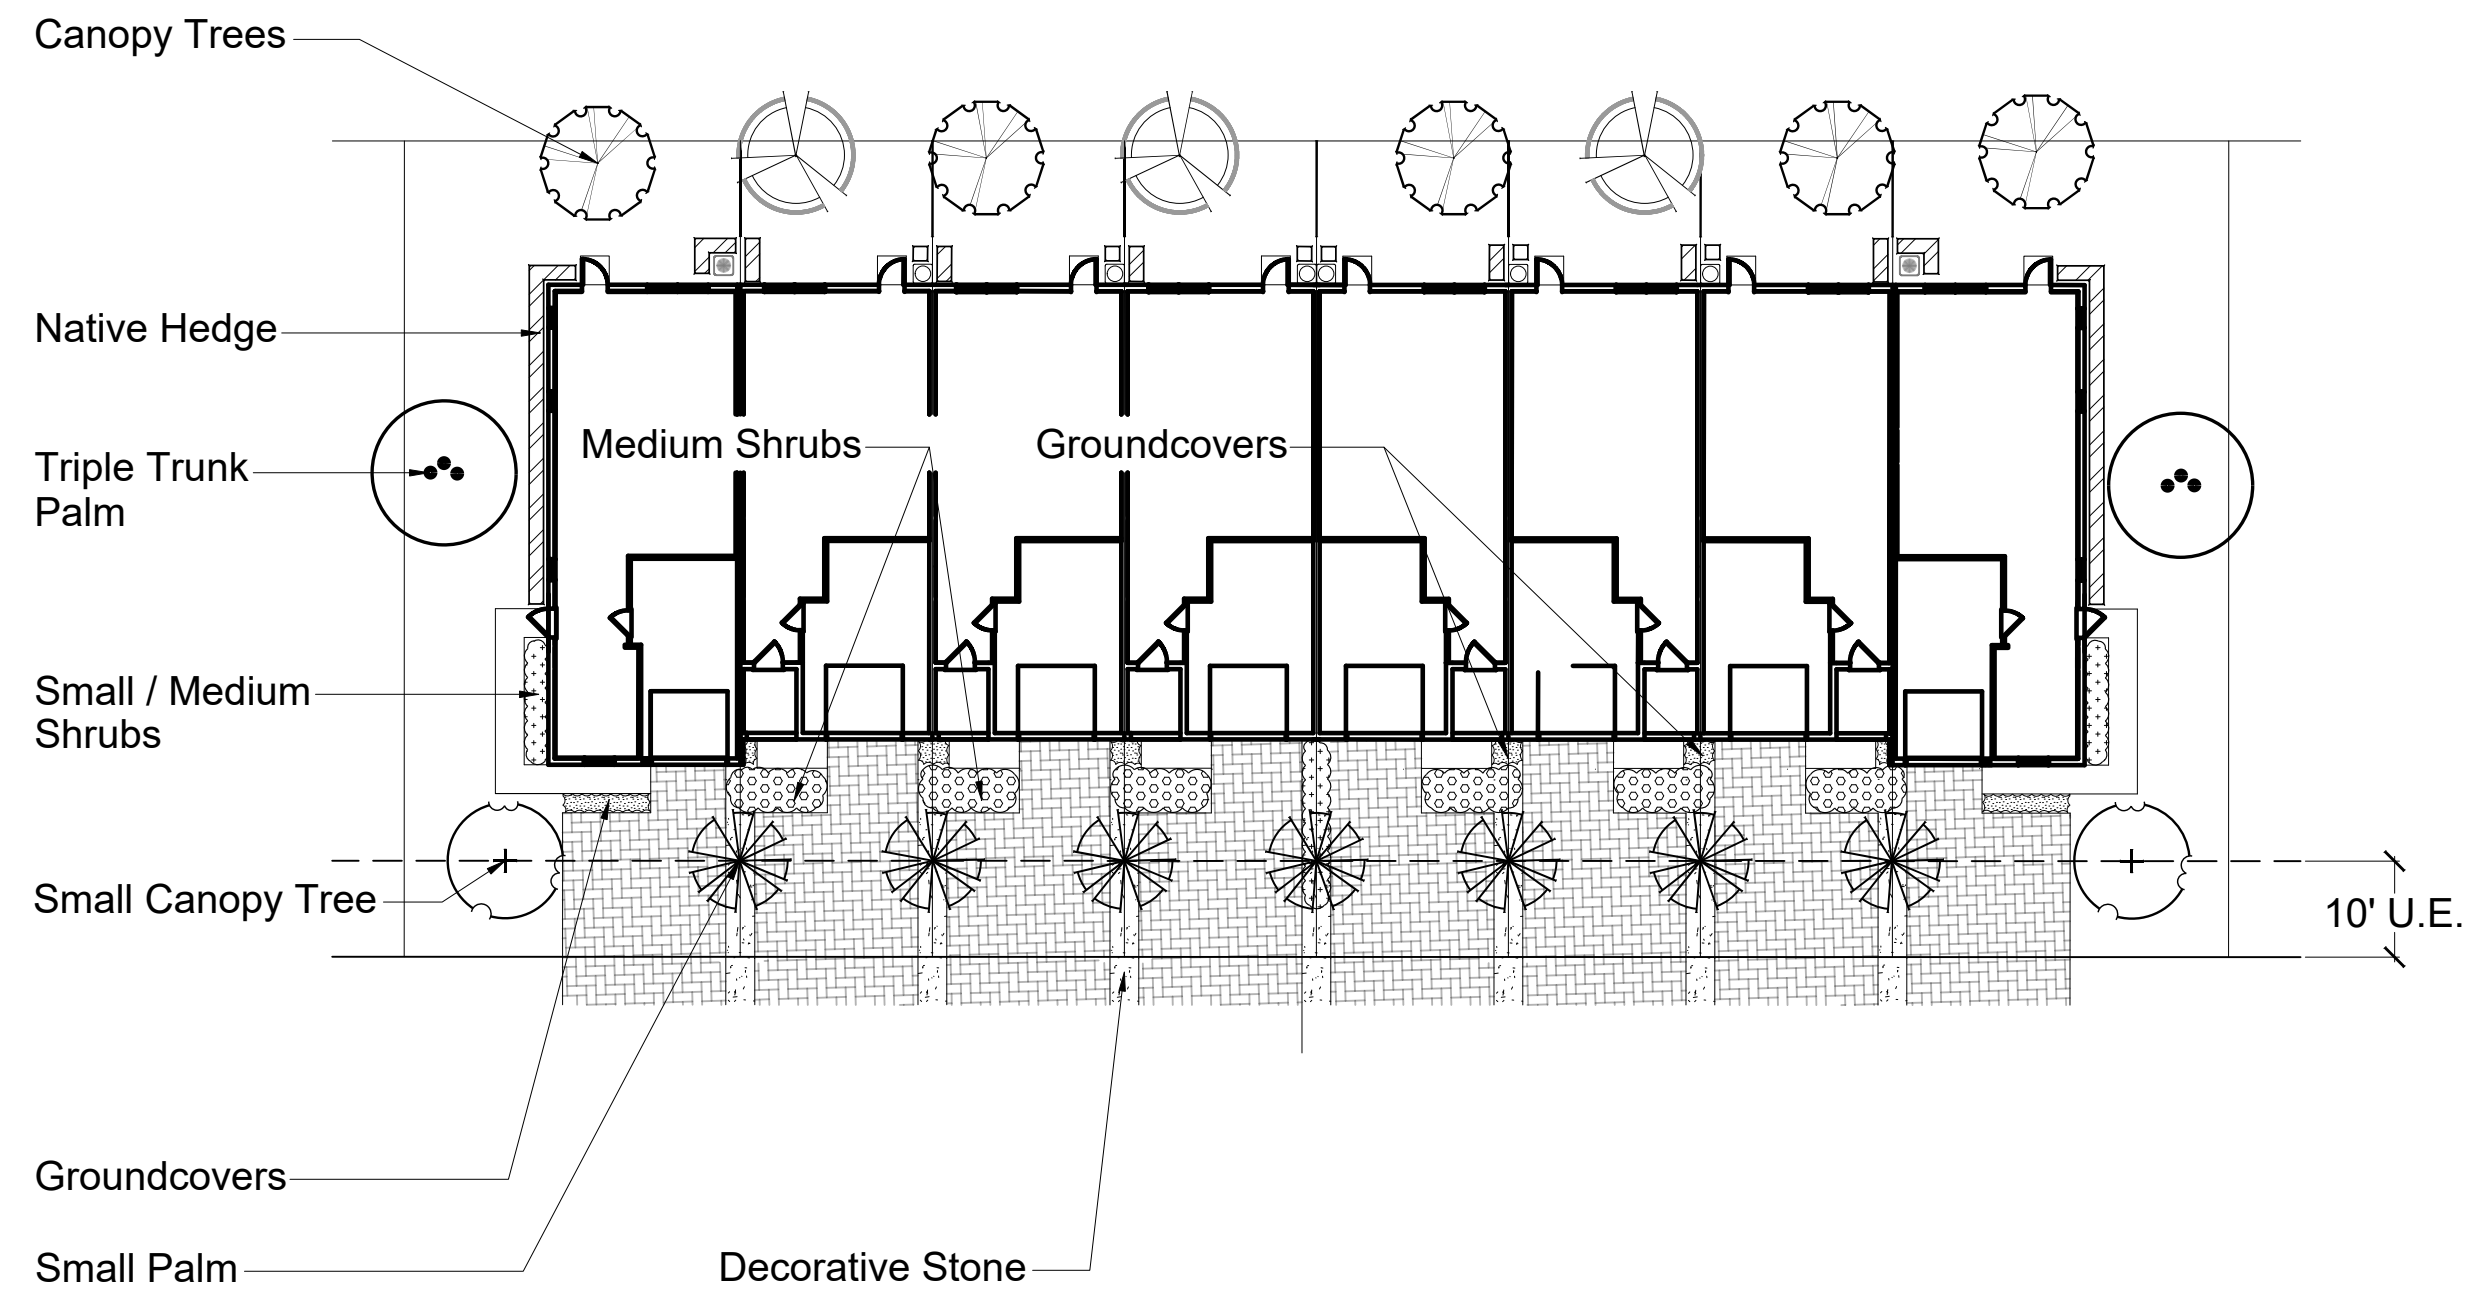 Canopy Trees
Native Hedge
Medium Shrubs
Groundcovers
Triple Trunk
Palm
Small / Medium
Shrubs
Small Canopy Tree
10' U.E.
Groundcovers
Small Palm
Decorative Stone